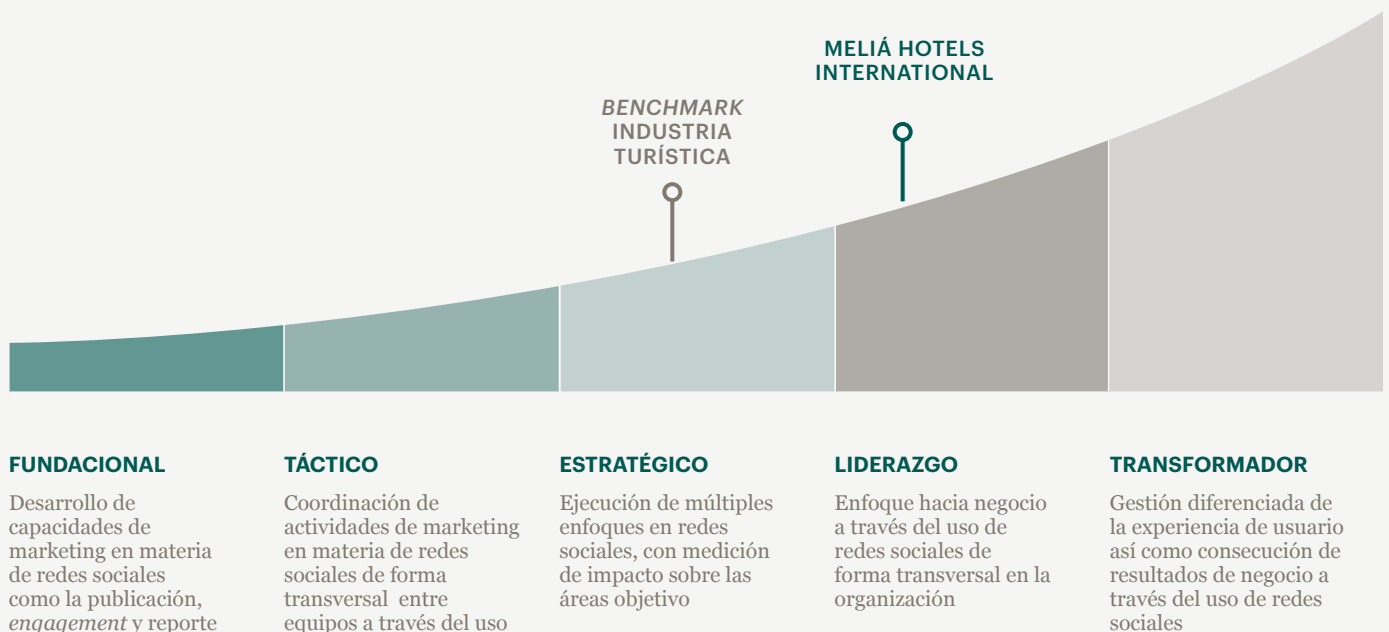 MELIÁ HOTELS
INTERNATIONAL
BENCHMARK
INDUSTRIA
TURÍSTICA
FUNDACIONAL
Desarrollo de
capacidades de
marketing en materia
de redes sociales
como la publicación,
engagement y reporte
TÁCTICO
Coordinación de
actividades de marketing
en materia de redes
sociales de forma
transversal entre
equipos a través del uso
ESTRATÉGICO
Ejecución de múltiples
enfoques en redes
sociales, con medición
de impacto sobre las
áreas objetivo
LIDERAZGO
Enfoque hacia negocio
a través del uso de
redes sociales de
forma transversal en la
organización
TRANSFORMADOR
Gestión diferenciada de
la experiencia de usuario
así como consecución de
resultados de negocio a
través del uso de redes
sociales